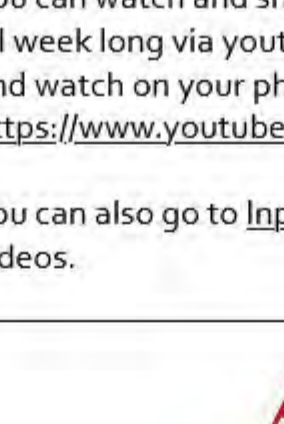 ou can watch and sh
l week long via yout
nd watch on your ph
ttps://www.youtube
ou can also go to lnp
deos.